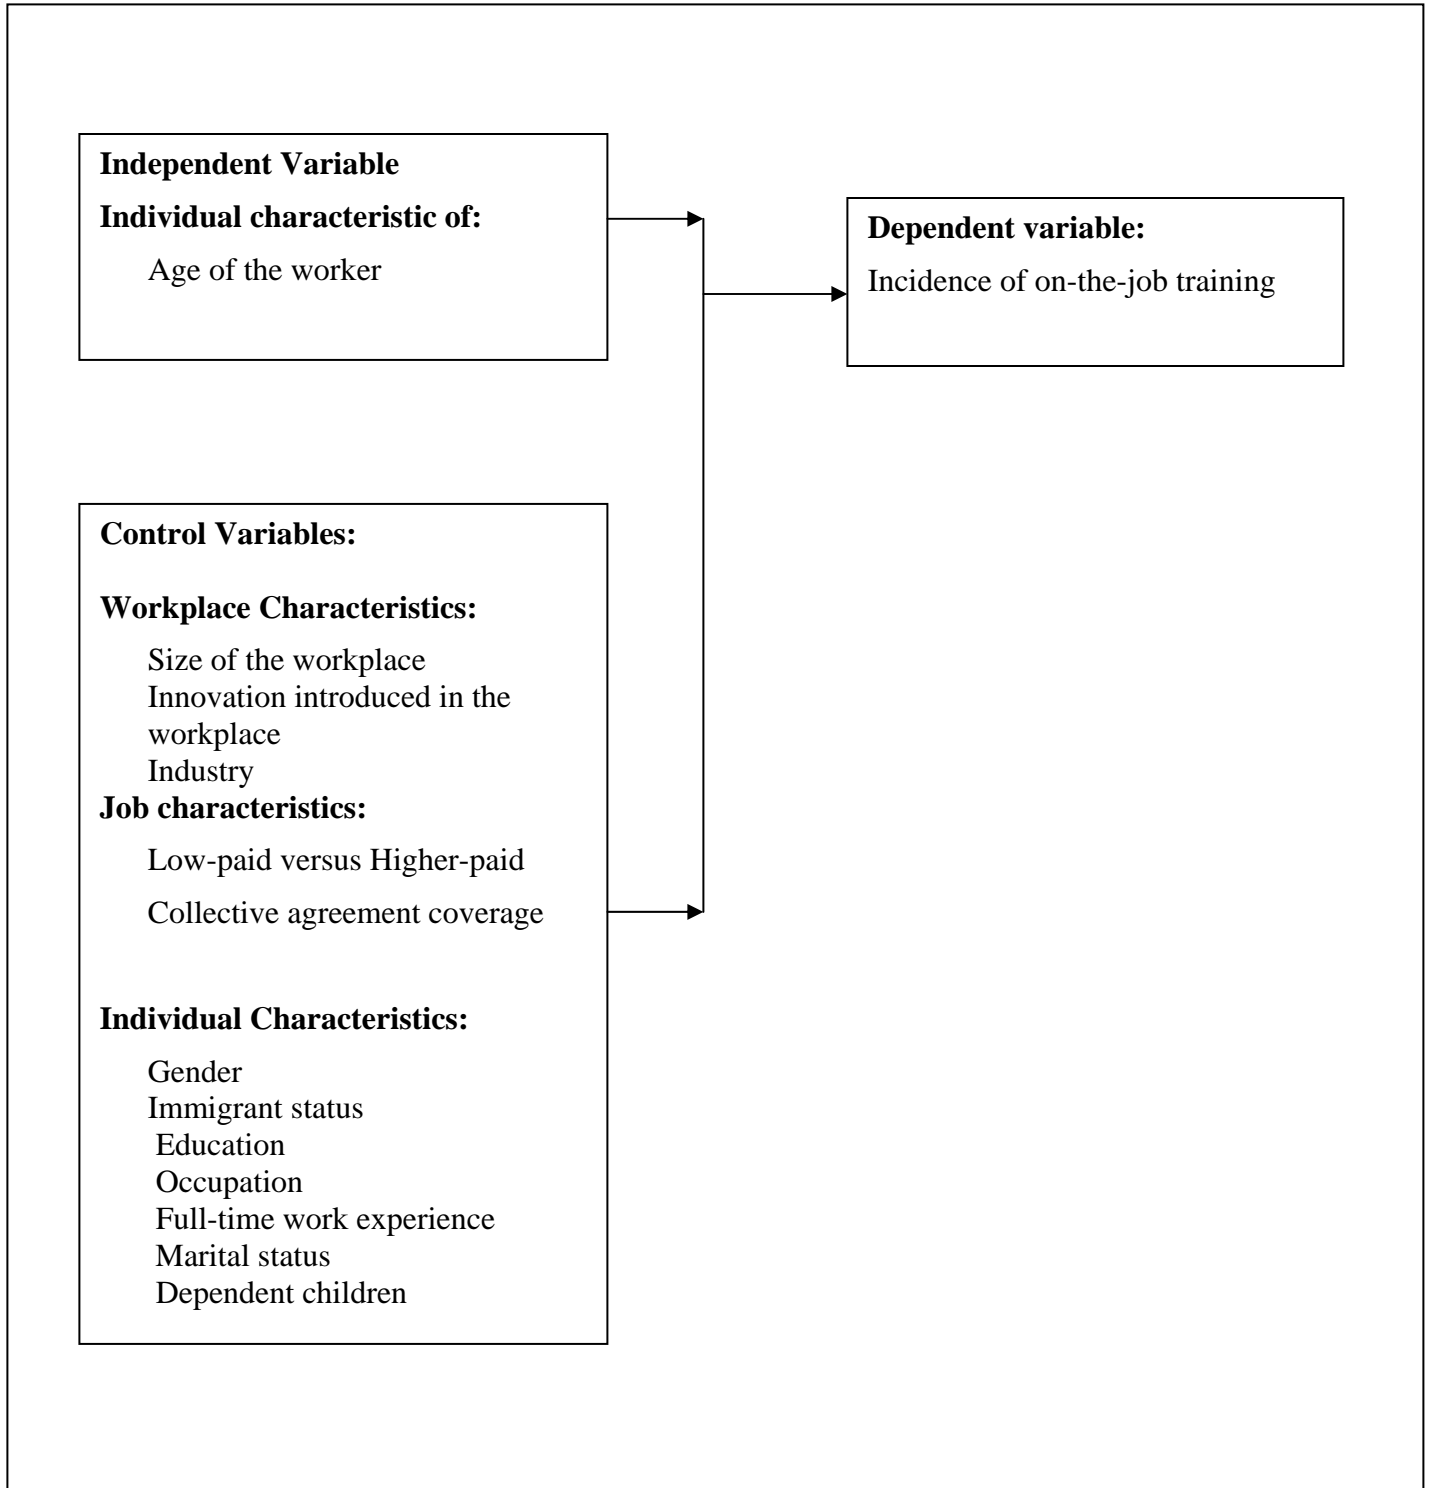 Independent Variable
Individual characteristic of:
Age of the worker
Dependent variable:
Incidence of on-the-job training
Control Variables:
Workplace Characteristics:
Size of the workplace
Innovation introduced in the
workplace
Industry
Job characteristics:
Low-paid versus Higher-paid
Collective agreement coverage
Individual Characteristics:
Gender
Immigrant status
Education
Occupation
Full-time work experience
Marital status
Dependent children